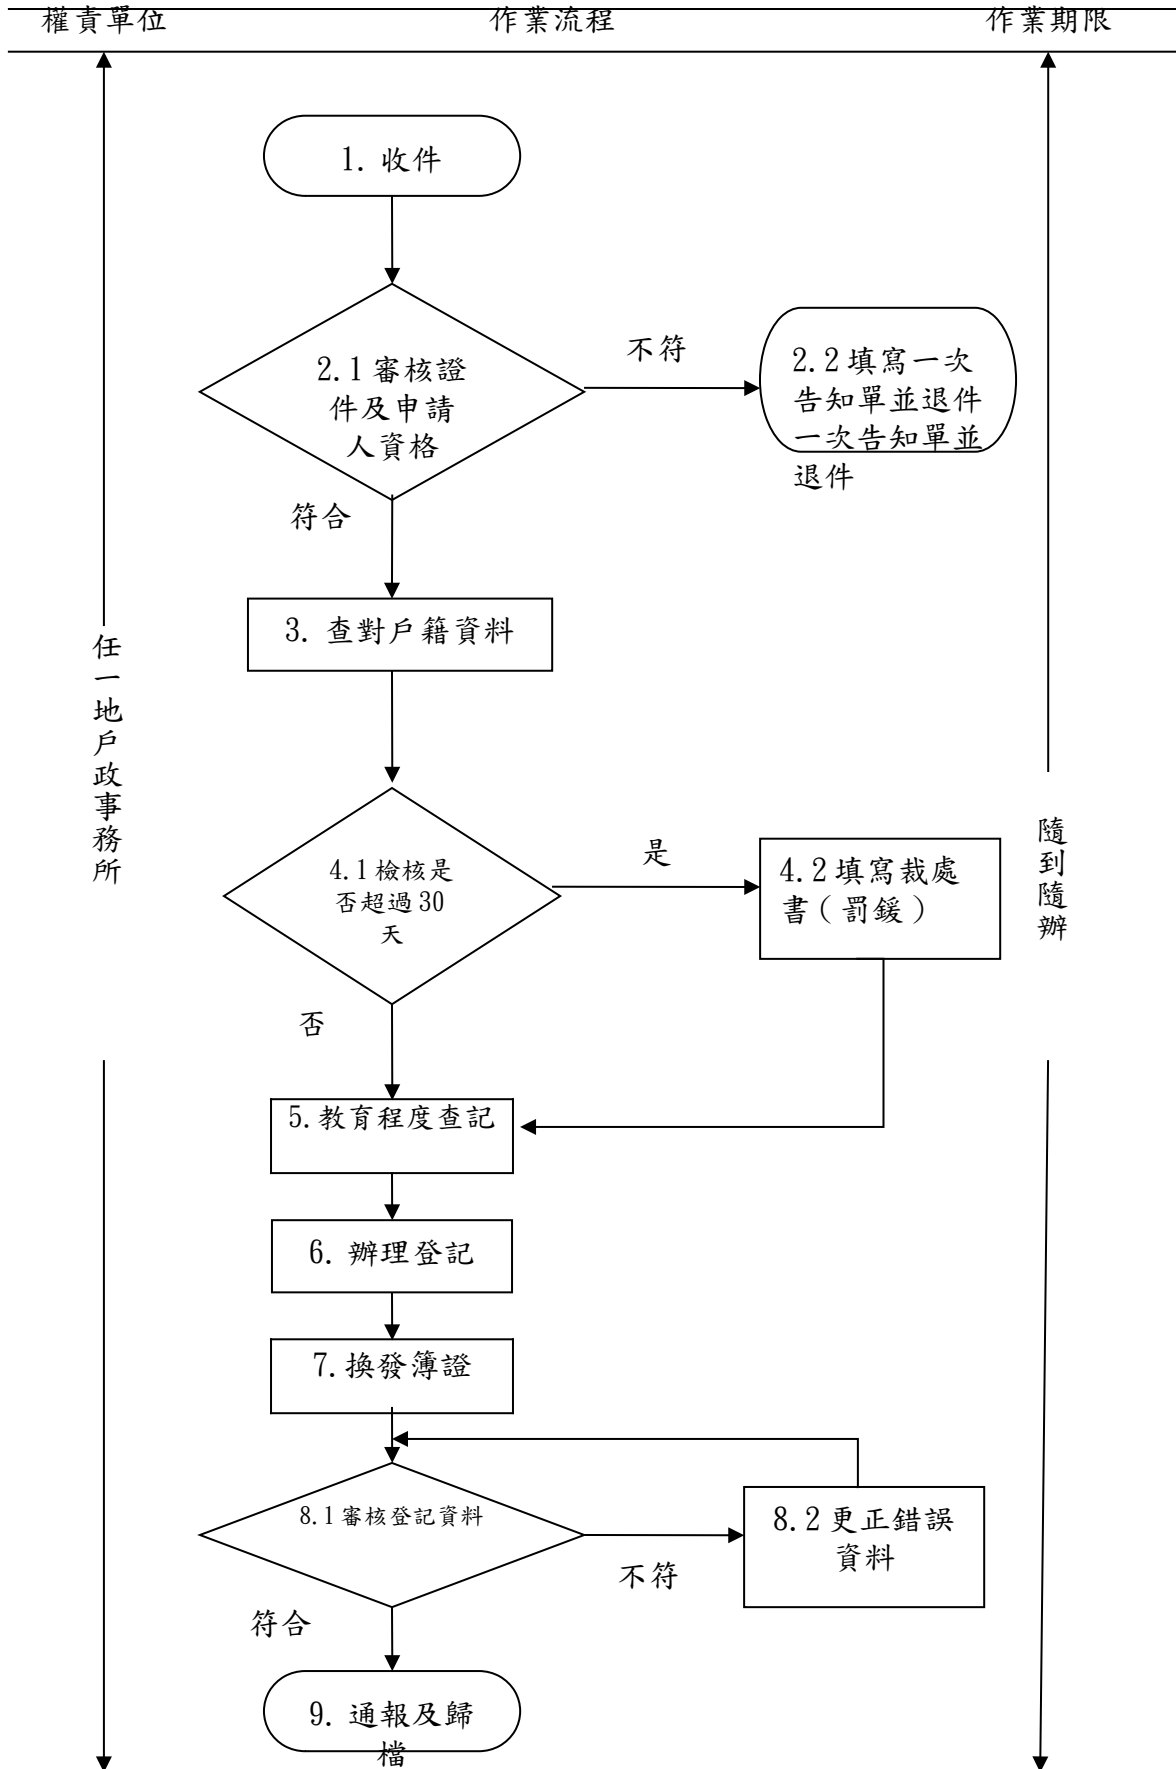 權責單位
作業流程
作業期限
1. 收件
2.1 審核證
件及申請
人資格
不符
2.2 填寫一次
告知單並退件
一次告知單並
退件
符合
3. 查對戶籍資料
任一地戶政事務所
4.1 檢核是
否超過 30
天
是
4.2 填寫裁處
書（罰鍰）
隨到隨辦
否
5. 教育程度查記
6. 辦理登記
7. 換發簿證
8.1 審核登記資料
不符
8.2 更正錯誤
資料
符合
9. 通報及歸
檔